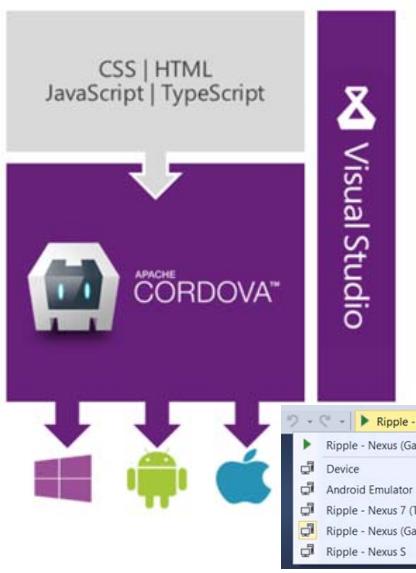 CSS | HTML
JavaScript | TypeScript
Visual Studio
APACHE
CORDOVA™
Ripple -
Ripple - Nexus (Ga
Device
Android Emulator
Ripple - Nexus 7 (T
Ripple - Nexus (Ga
Ripple - Nexus S